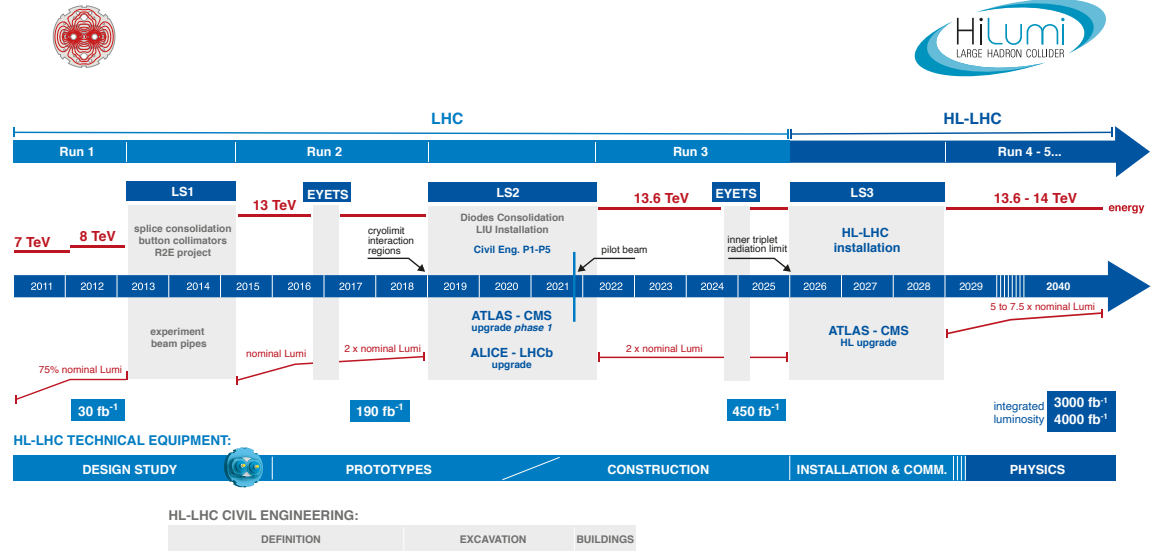 HiLumi
LARGE HADRON COLLIDER
LHC
HL-LHC
Run 1
Run 2
Run 3
Run 4 - 5...
LS1
EYETS
LS2
EYETS
LS3
7 TeV
8 TeV
13 TeV
13.6 TeV
13.6 - 14 TeV
energy
splice consolidation
button collimators
R2E project
cryolimit
interaction
regions
Diodes Consolidation
LIU Installation
Civil Eng. P1-P5
pilot beam
inner triplet
radiation limit
HL-LHC
installation
2011 2012 2013 2014 2015 2016 2017 2018 2019 2020 2021 2022 2023 2024 2025 2026 2027 2028 2029 2040
experiment
beam pipes
75% nominal Lumi
nominal Lumi
2 x nominal Lumi
ATLAS - CMS
upgrade phase 1
ALICE - LHCb
upgrade
2 x nominal Lumi
ATLAS - CMS
HL upgrade
5 to 7.5 x nominal Lumi
30 fb⁻¹
190 fb⁻¹
450 fb⁻¹
integrated
luminosity
3000 fb⁻¹
4000 fb⁻¹
HL-LHC TECHNICAL EQUIPMENT:
DESIGN STUDY
PROTOTYPES
CONSTRUCTION
INSTALLATION & COMM.
PHYSICS
HL-LHC CIVIL ENGINEERING:
DEFINITION
EXCAVATION
BUILDINGS